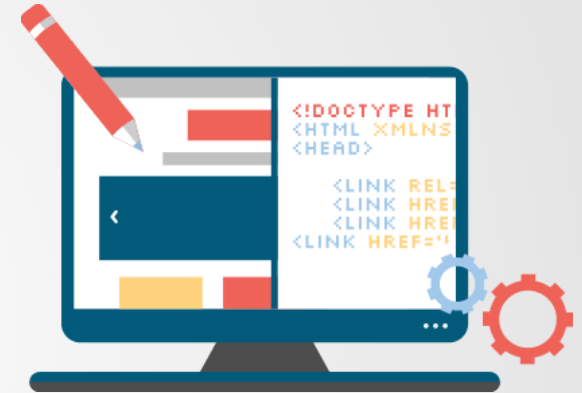 <!DOCTYPE HT
<HTML XMLNS
<HEAD>
<LINK REL=
<LINK HREF
<LINK HREF
<LINK HREF="